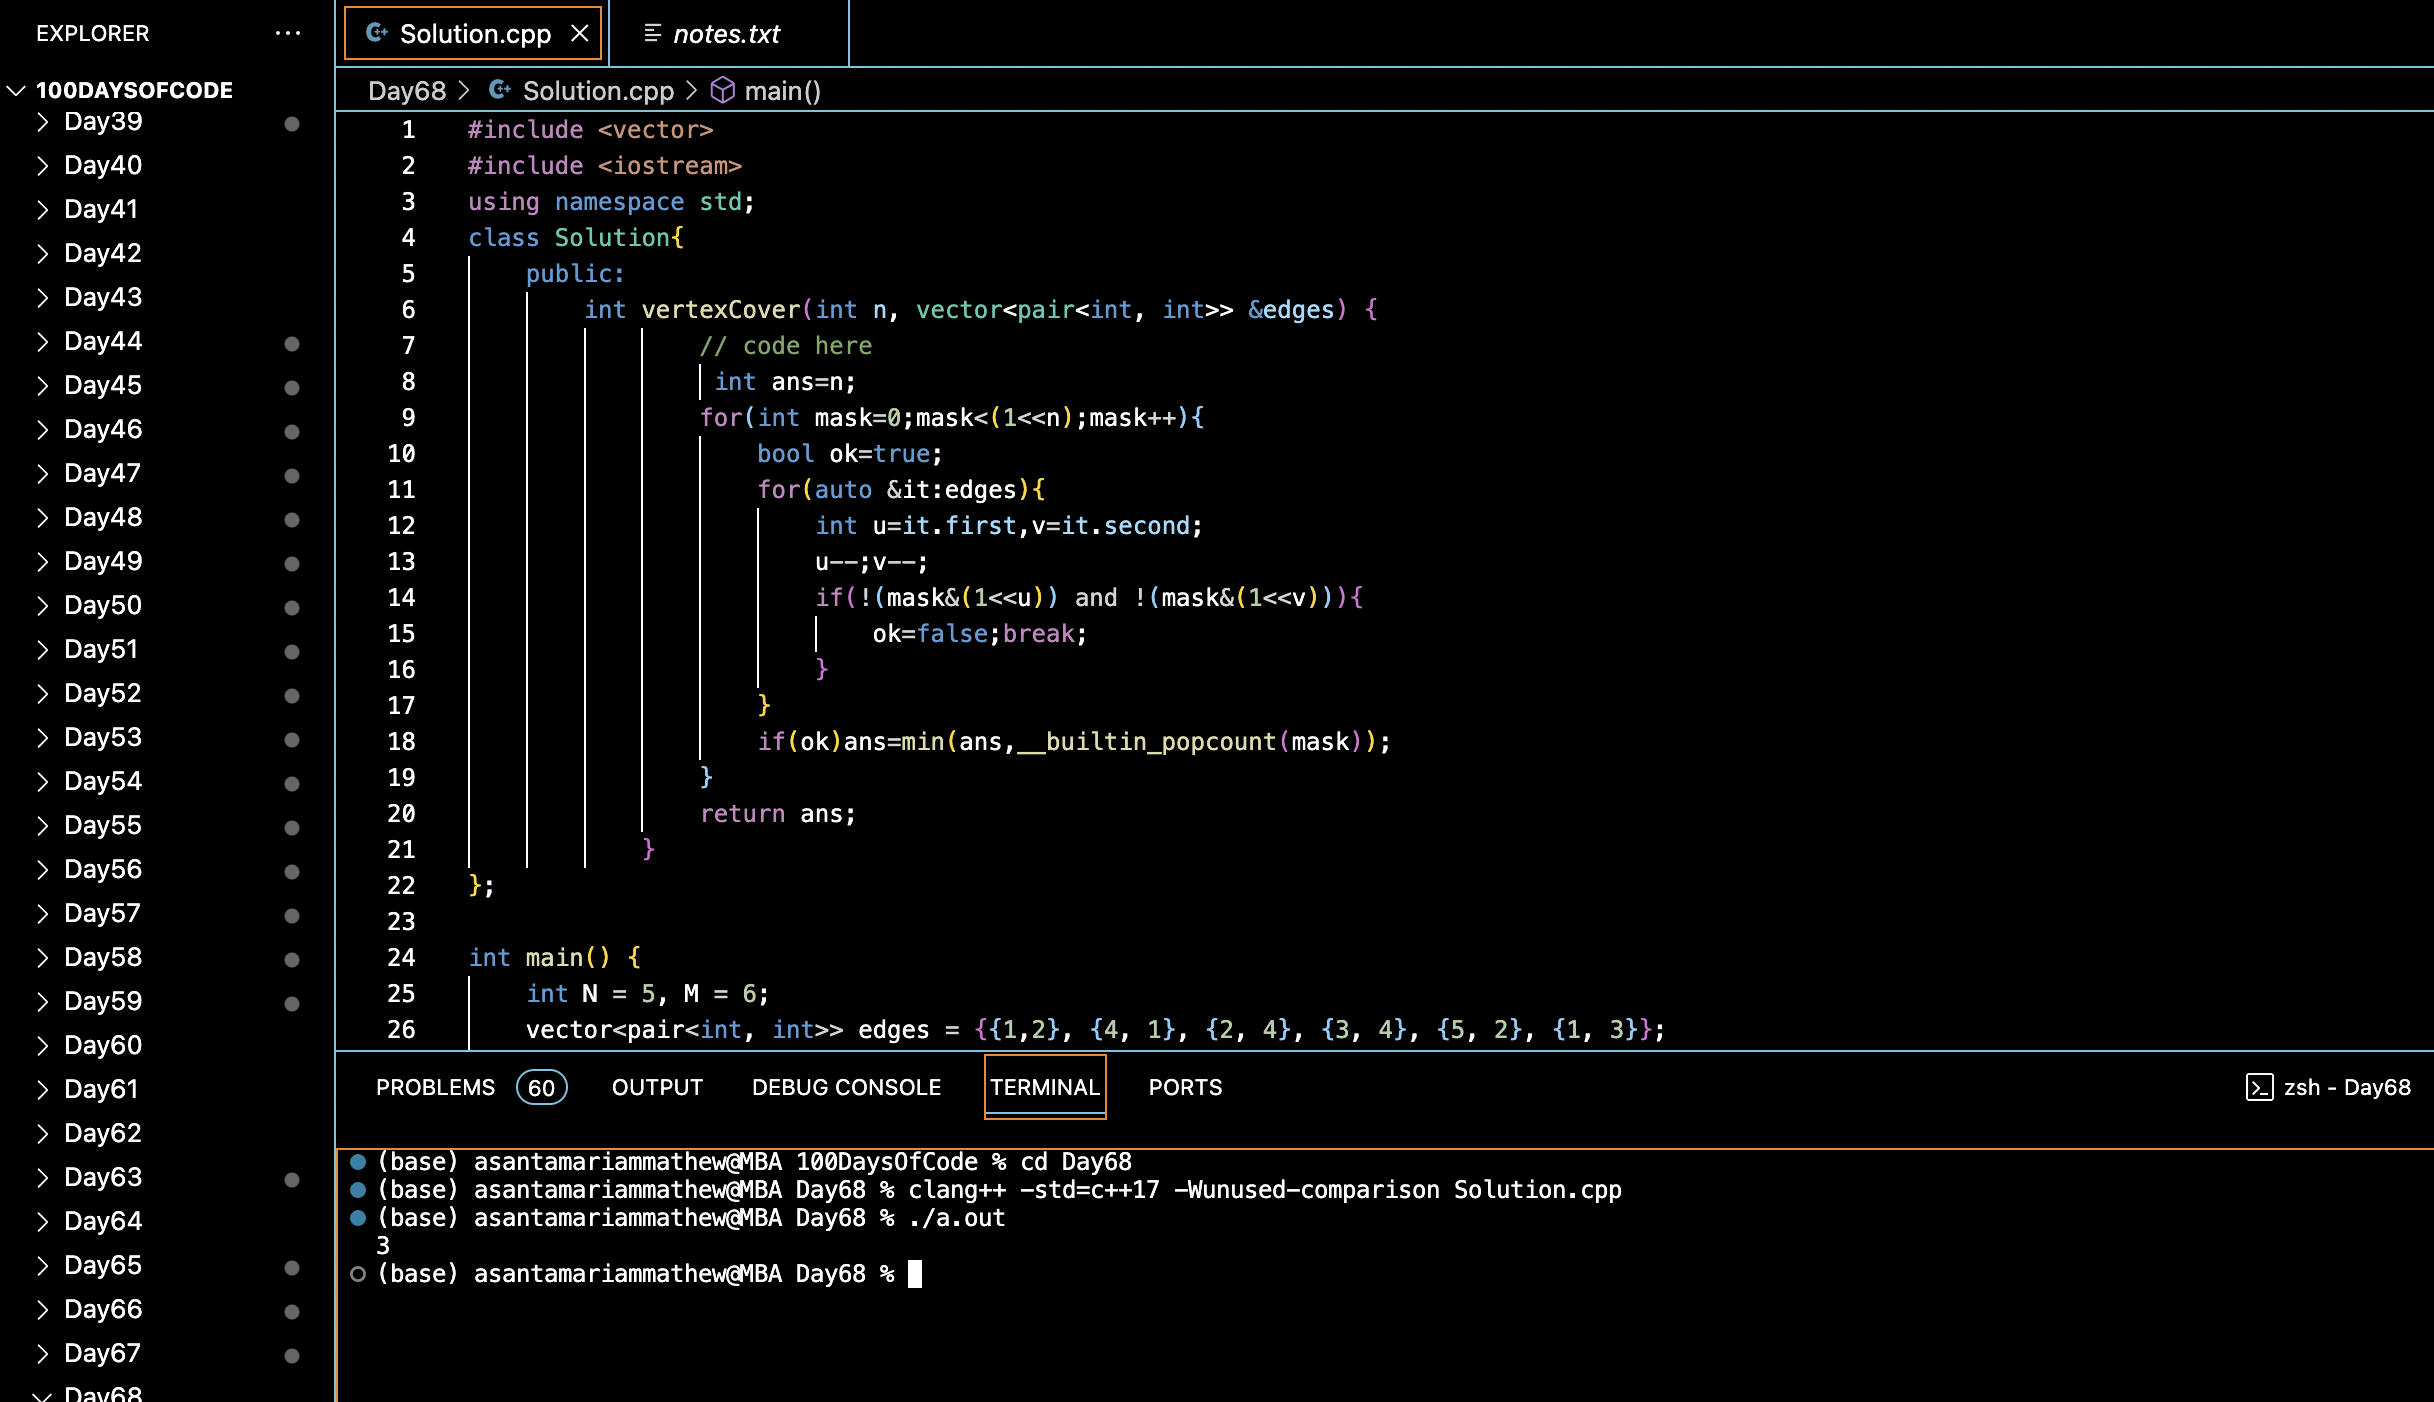 EXPLORER
100DAYSOFCODE
Day39
Day40
Day41
Day42
Day43
Day44
Day45
Day46
Day47
Day48
Day49
Day50
Day51
Day52
Day53
Day54
Day55
Day56
Day57
Day58
Day59
Day60
Day61
Day62
Day63
Day64
Day65
Day66
Day67
Day68
Solution.cpp
notes.txt
Day68 > Solution.cpp > main()
1 #include <vector>
2 #include <iostream>
3 using namespace std;
4 class Solution{
5 public:
6 int vertexCover(int n, vector<pair<int, int>> &edges) {
7 // code here
8 int ans=n;
9 for(int mask=0;mask<(1<<n);mask++){
10 bool ok=true;
11 for(auto &it:edges){
12 int u=it.first,v=it.second;
13 u--;v--;
14 if(!(mask&(1<<u)) and !(mask&(1<<v))){
15 ok=false;break;
16 }
17 }
18 if(ok)ans=min(ans,__builtin_popcount(mask));
19 }
20 return ans;
21 }
22 };
23
24 int main() {
25 int N = 5, M = 6;
26 vector<pair<int, int>> edges = {{1,2}, {4, 1}, {2, 4}, {3, 4}, {5, 2}, {1, 3}};
PROBLEMS 60 OUTPUT DEBUG CONSOLE TERMINAL PORTS zsh - Day68
(base) asantamariammathew@MBA 100DaysOfCode % cd Day68
(base) asantamariammathew@MBA Day68 % clang++ -std=c++17 -Wunused-comparison Solution.cpp
(base) asantamariammathew@MBA Day68 % ./a.out
3
(base) asantamariammathew@MBA Day68 %